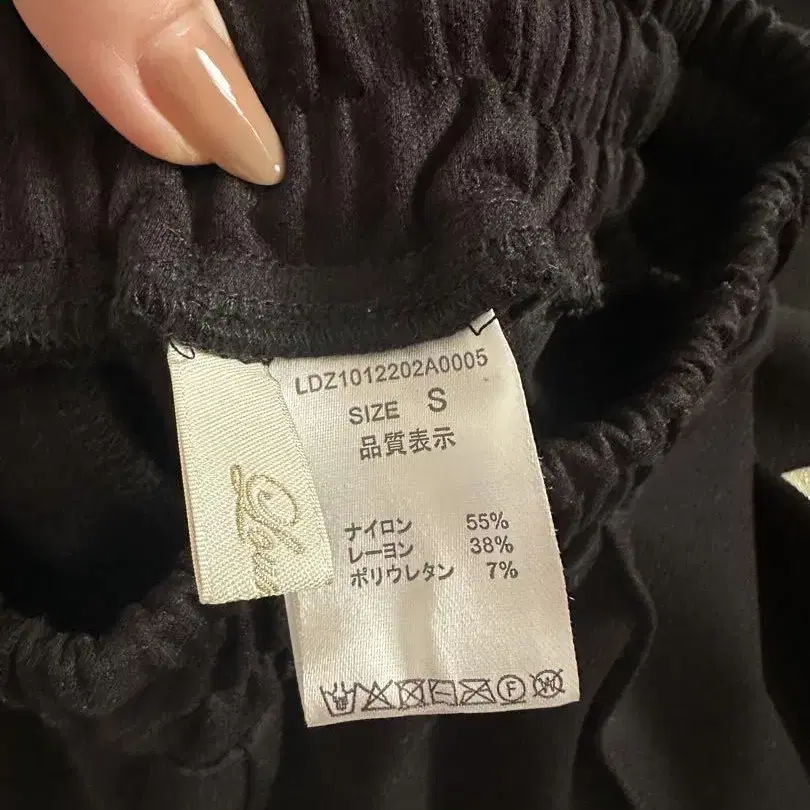 LDZ1012202A0005
SIZE S
品質表示
ナイロン 55%
レーヨン 38%
ポリウレタン 7%
F W